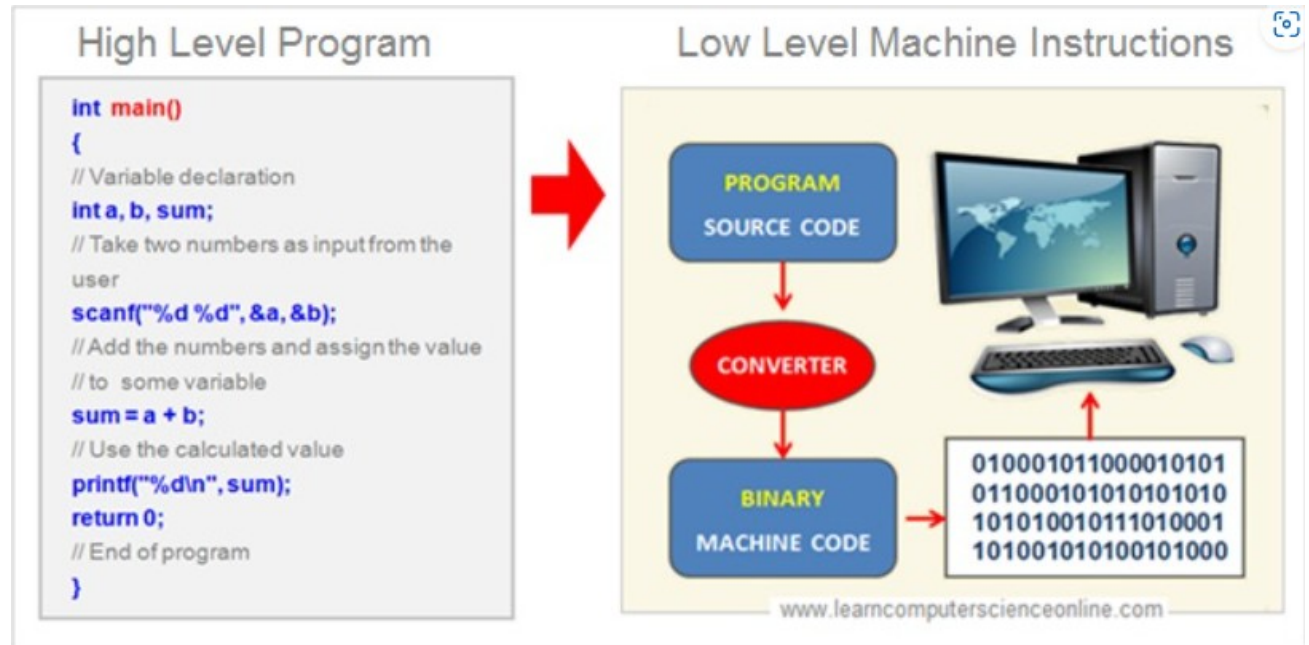 High Level Program
int main()
{
// Variable declaration
int a, b, sum;
// Take two numbers as input from the
user
scanf("%d %d", &a, &b);
// Add the numbers and assign the value
// to some variable
sum = a + b;
// Use the calculated value
printf("%d\n", sum);
return 0;
// End of program
}
Low Level Machine Instructions
PROGRAM
SOURCE CODE
CONVERTER
BINARY
MACHINE CODE
010001011000010101
011000101010101010
101010010111010001
101001010100101000
www.learncomputerscienceonline.com